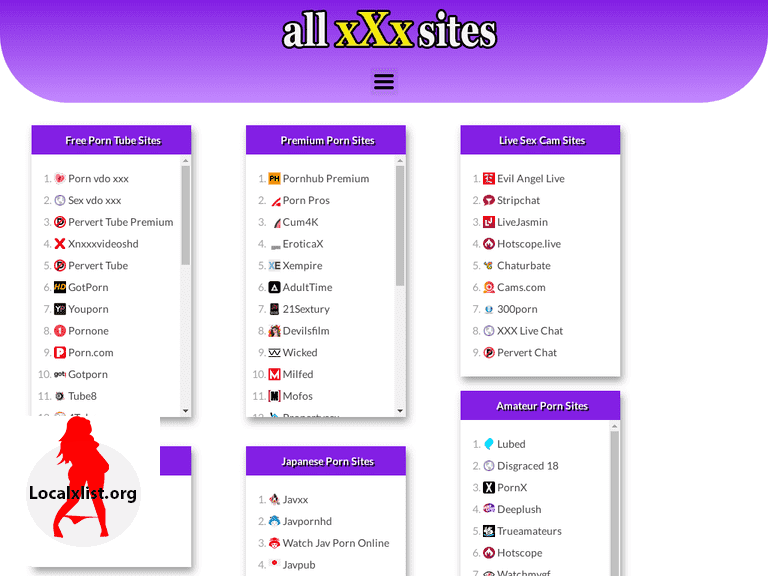 all xXx sites
Free Porn Tube Sites
1. Porn vdo xxx
2. Sex vdo xxx
3. Pervert Tube Premium
4. Xnxxxvideoshd
5. Pervert Tube
6. GotPorn
7. Youporn
8. Pornone
9. Porn.com
10. Gotporn
11. Tube8
Premium Porn Sites
1. Pornhub Premium
2. Porn Pros
3. Cum4K
4. EroticaX
5. Xempire
6. AdultTime
7. 21Sextury
8. Devilsfilm
9. Wicked
10. Milfed
11. Mofos
Live Sex Cam Sites
1. Evil Angel Live
2. Stripchat
3. LiveJasmin
4. Hotscope.live
5. Chaturbate
6. Cams.com
7. 300porn
8. XXX Live Chat
9. Pervert Chat
Localxlist.org
Japanese Porn Sites
1. Javxx
2. Javpornhd
3. Watch Jav Porn Online
4. Javpub
Amateur Porn Sites
1. Lubed
2. Disgraced 18
3. PornX
4. Deeplush
5. Trueamateurs
6. Hotscope
7. Watchmygf